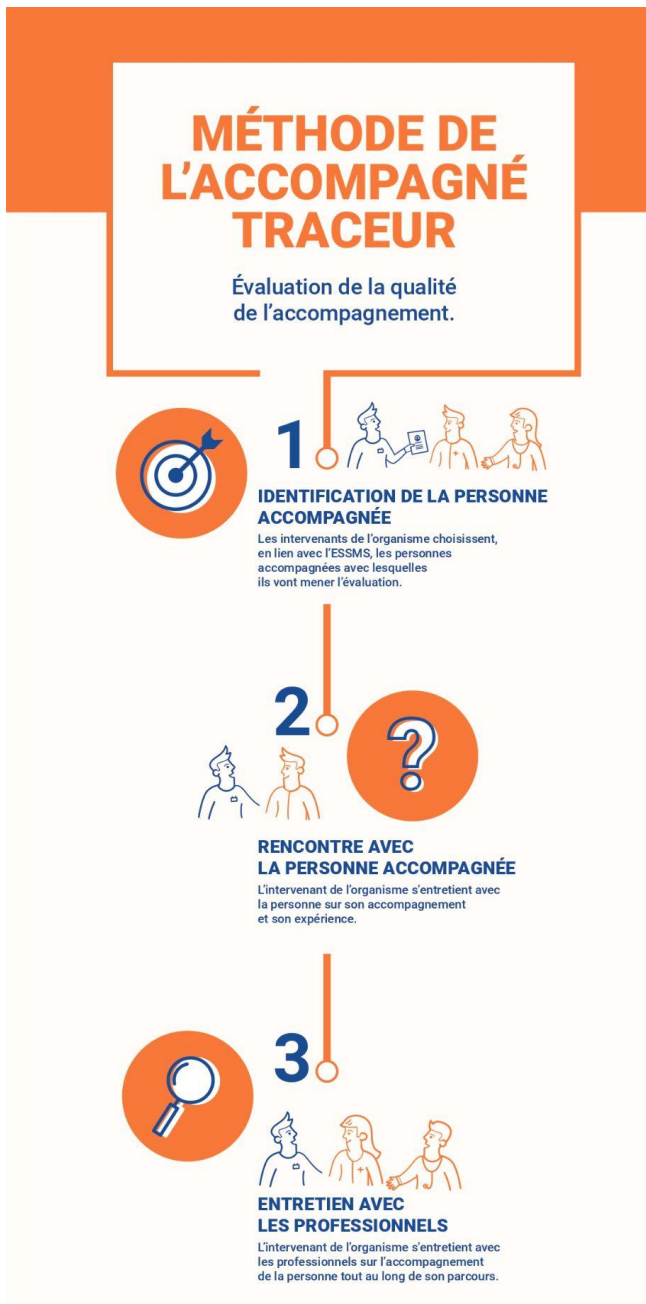 MÉTHODE DE
L'ACCOMPAGNÉ
TRACEUR
Évaluation de la qualité
de l'accompagnement.
1
IDENTIFICATION DE LA PERSONNE
ACCOMPAGNÉE
Les intervenants de l'organisme choisissent,
en lien avec l'ESSMS, les personnes
accompagnées avec lesquelles
ils vont mener l'évaluation.
2
RENCONTRE AVEC
LA PERSONNE ACCOMPAGNÉE
L'intervenant de l'organisme s'entretient avec
la personne sur son accompagnement
et son expérience.
3
ENTRETIEN AVEC
LES PROFESSIONNELS
L'intervenant de l'organisme s'entretient avec
les professionnels sur l'accompagnement
de la personne tout au long de son parcours.